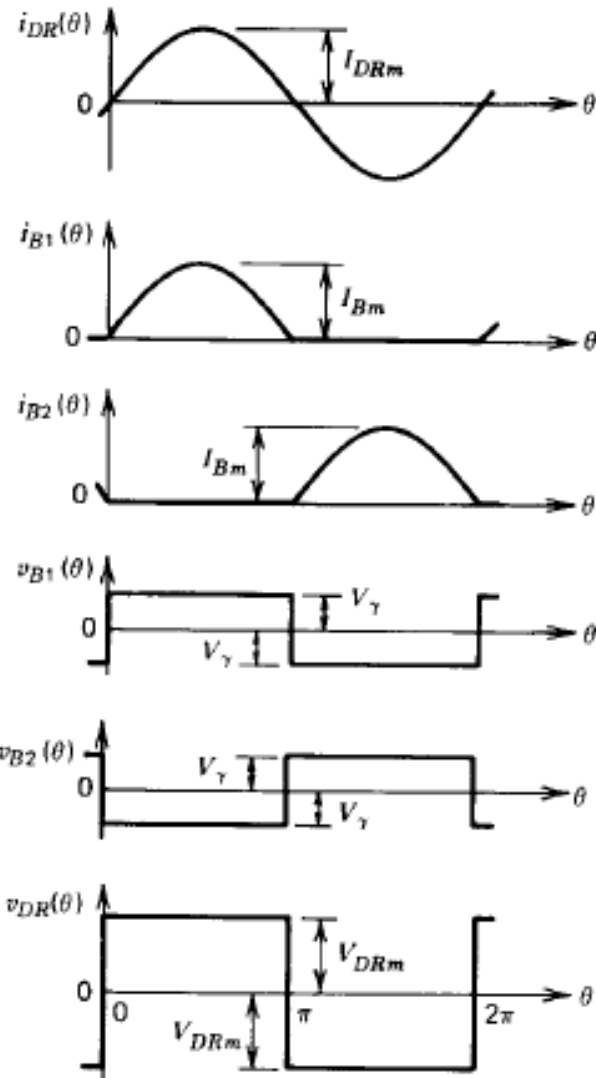 i_DR(θ)
I_DRm
0
θ
i_B1(θ)
I_Bm
0
θ
i_B2(θ)
I_Bm
0
θ
v_B1(θ)
V_γ
0
V_γ
θ
v_B2(θ)
V_γ
0
V_γ
θ
v_DR(θ)
V_DRm
0
θ
0 π 2π
V_DRm